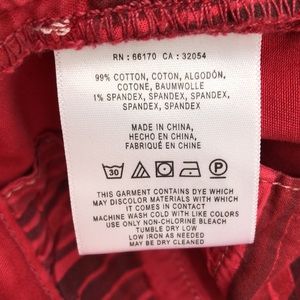 RN : 66170 CA : 32054
99% COTTON, COTON, ALGODÓN,
COTONE, BAUMWOLLE
1% SPANDEX, SPANDEX, SPANDEX,
SPANDEX, SPANDEX
MADE IN CHINA,
HECHO EN CHINA,
FABRIQUÉ EN CHINE
30
P
THIS GARMENT CONTAINS DYE WHICH
MAY DISCOLOR MATERIALS WITH WHICH
IT COMES IN CONTACT
MACHINE WASH COLD WITH LIKE COLORS
USE ONLY NON-CHLORINE BLEACH
TUMBLE DRY LOW
LOW IRON AS NEEDED
MAY BE DRY CLEANED